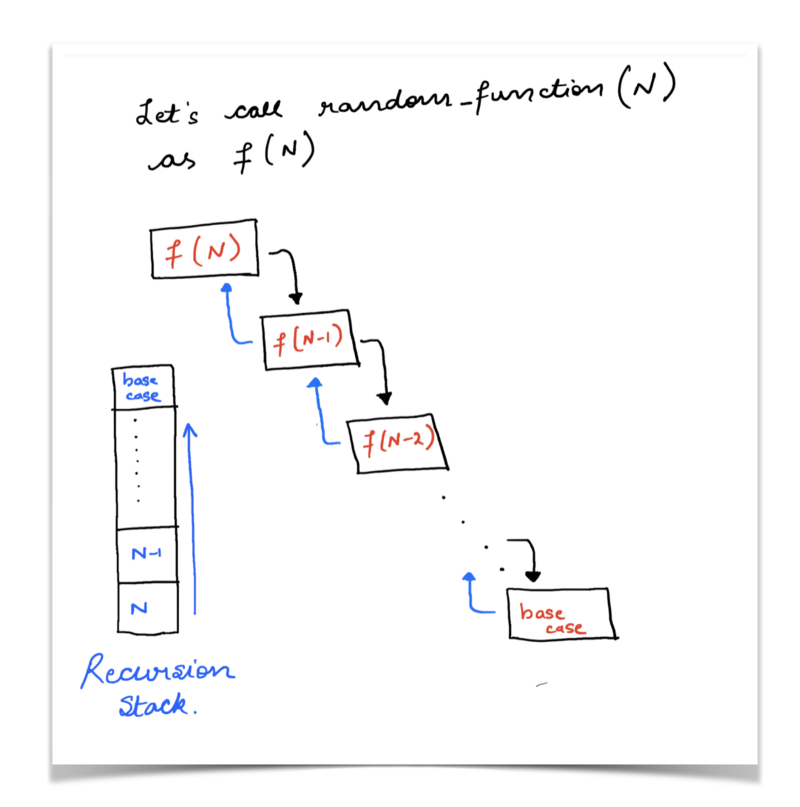 Let's call random_function (N)
as f(N)
f(N)
f(N-1)
f(N-2)
base
case
base
case
N-1
N
Recursion
Stack.